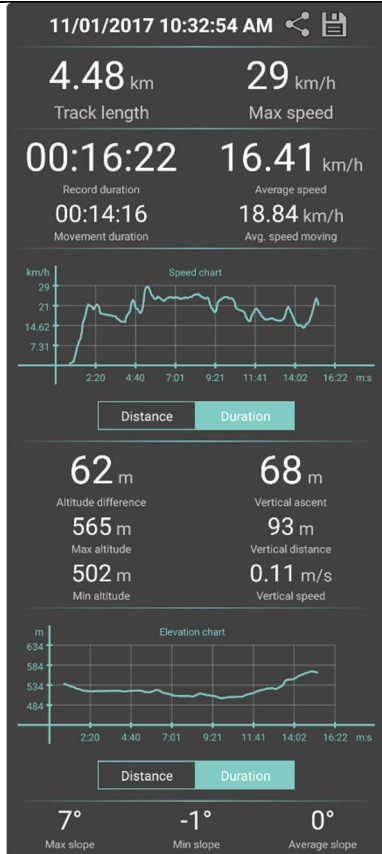 11/01/2017 10:32:54 AM
4.48 km 29 km/h
Track length Max speed
00:16:22 16.41 km/h
Record duration Average speed
00:14:16 18.84 km/h
Movement duration Avg. speed moving
km/h Speed chart
29
21
14.62
7.31
2:20 4:40 7:01 9:21 11:41 14:02 16:22 m:s
Distance Duration
62 m 68 m
Altitude difference Vertical ascent
565 m 93 m
Max altitude Vertical distance
502 m 0.11 m/s
Min altitude Vertical speed
m Elevation chart
634
584
534
484
2:20 4:40 7:01 9:21 11:41 14:02 16:22 m:s
Distance Duration
7° -1° 0°
Max slope Min slope Average slope